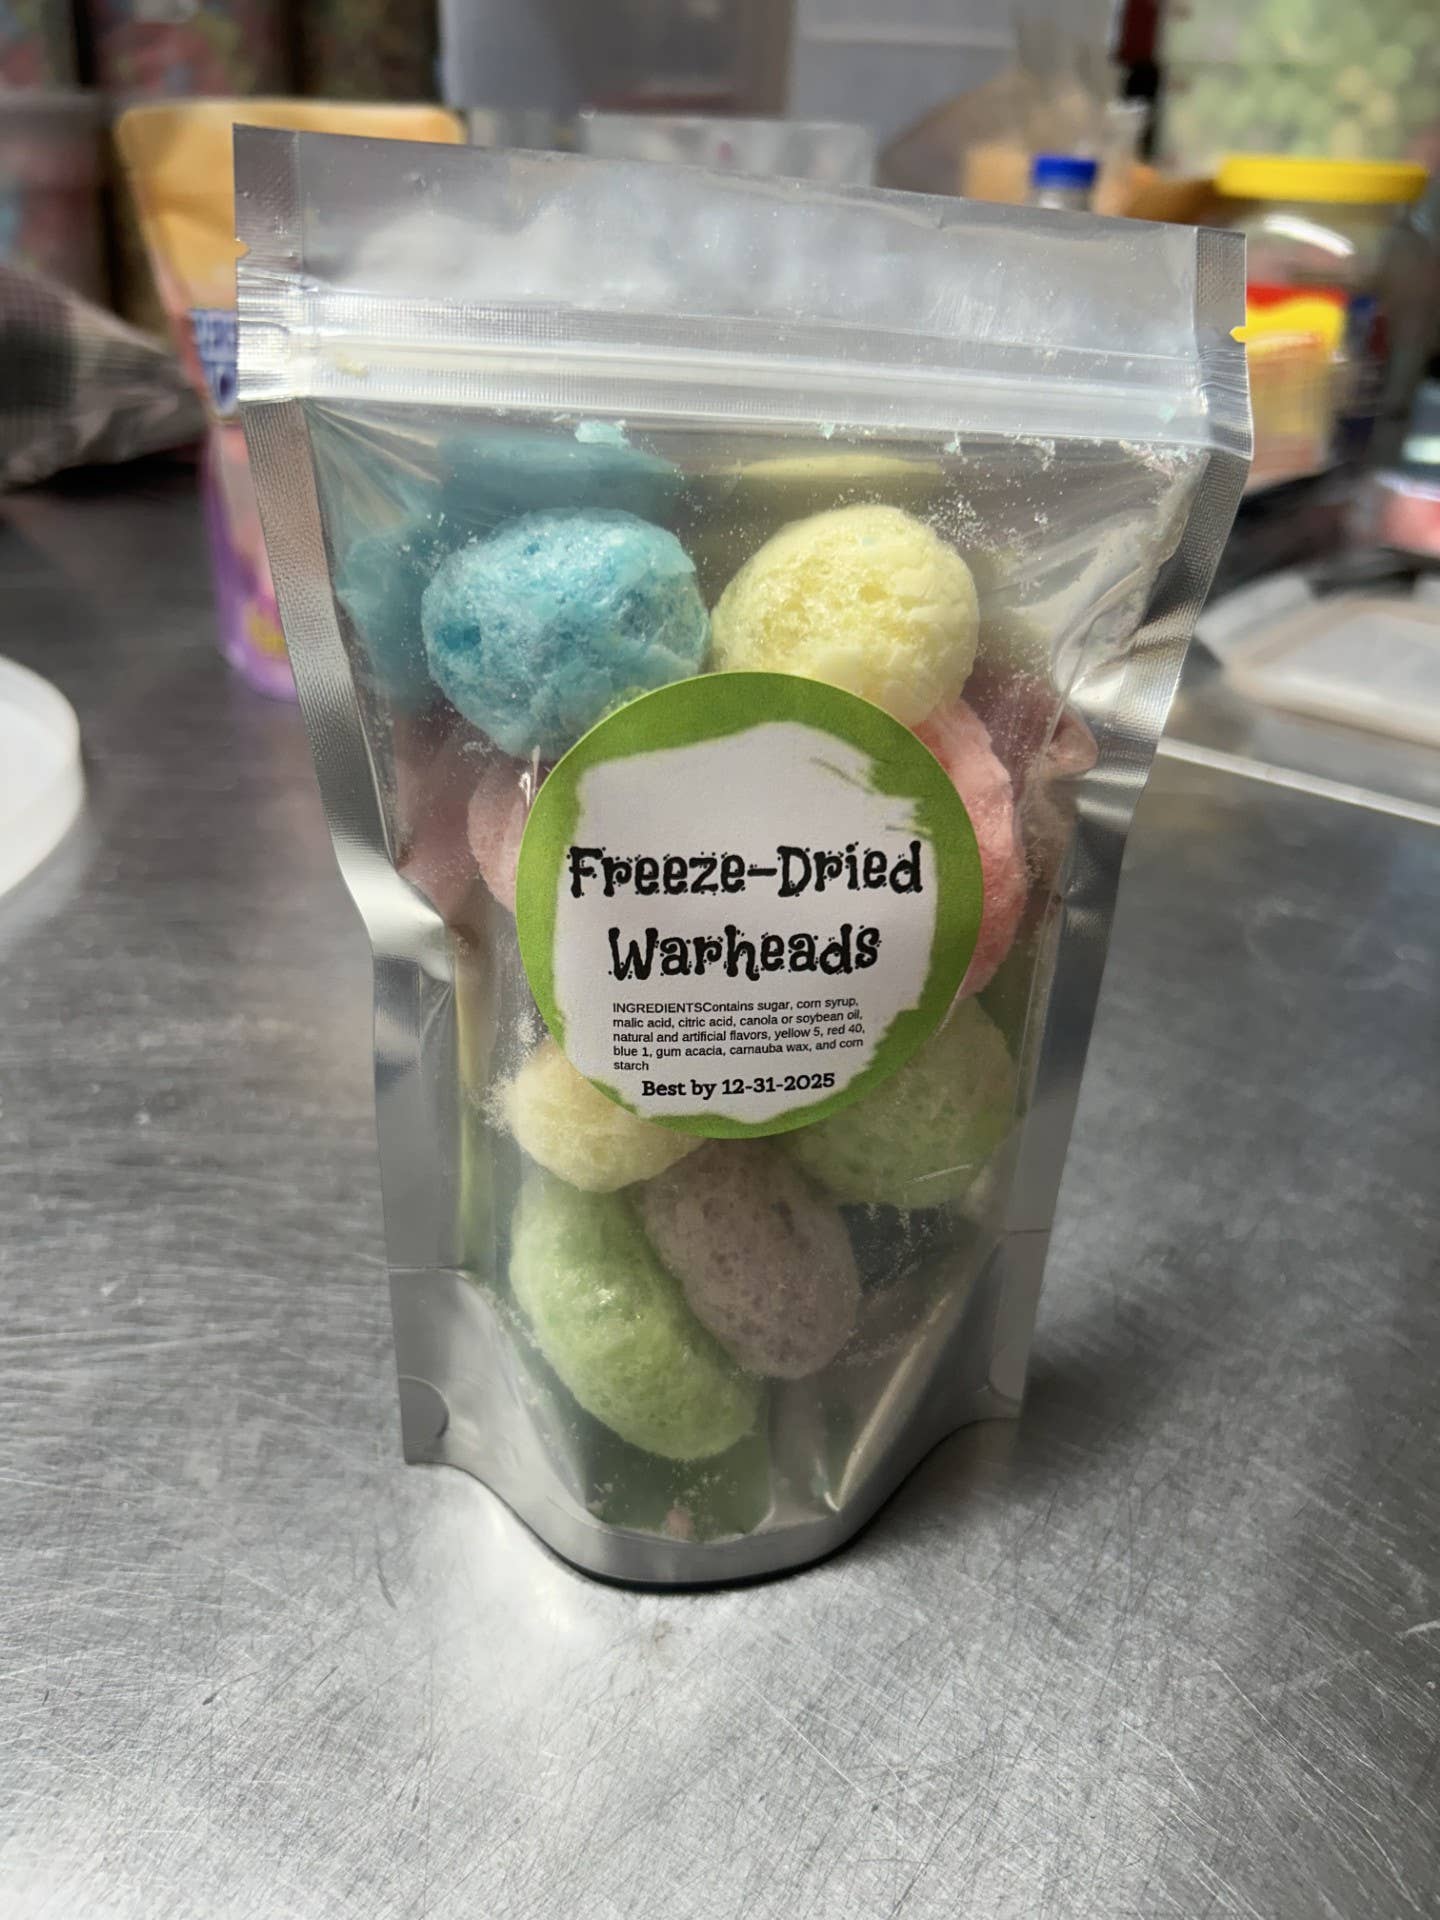 Freeze-Dried
Warheads
INGREDIENTSContains sugar, corn syrup,
malic acid, citric acid, canola or soybean oil,
natural and artificial flavors, yellow 5, red 40,
blue 1, gum acacia, carnauba wax, and corn
starch
Best by 12-31-2025